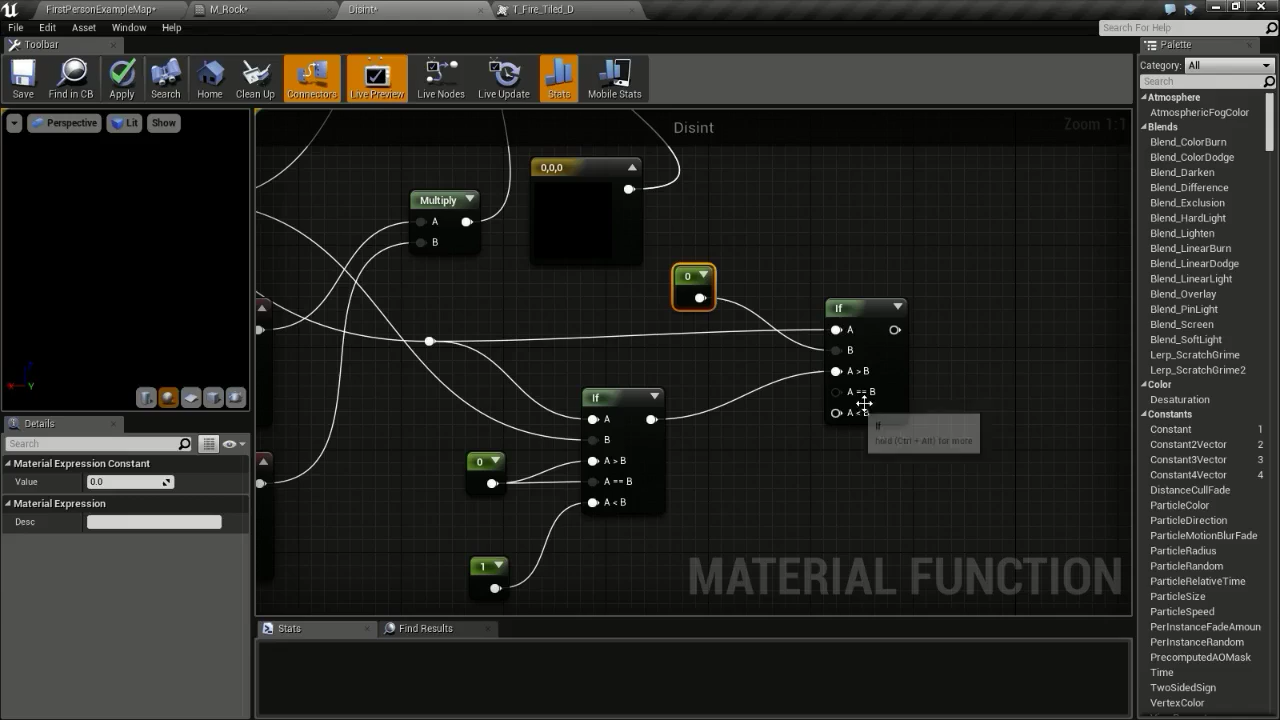 FirstPersonExampleMap*
M_Rock*
Disint*
T_Fire_Tiled_D
File
Edit
Asset
Window
Help
Search For Help
Toolbar
Palette
Save
Find in CB
Apply
Search
Home
Clean Up
Connectors
Live Preview
Live Nodes
Live Update
Stats
Mobile Stats
Category: All
Search
Atmosphere
AtmosphericFogColor
Blends
Blend_ColorBurn
Blend_ColorDodge
Blend_Darken
Blend_Difference
Blend_Exclusion
Blend_HardLight
Blend_Lighten
Blend_LinearBurn
Blend_LinearDodge
Blend_LinearLight
Blend_Overlay
Blend_PinLight
Blend_Screen
Blend_SoftLight
Lerp_ScratchGrime
Lerp_ScratchGrime2
Color
Desaturation
Constants
Constant 1
Constant2Vector 2
Constant3Vector 3
Constant4Vector 4
DistanceCullFade
ParticleColor
ParticleDirection
ParticleMotionBlurFade
ParticleRadius
ParticleRandom
ParticleRelativeTime
ParticleSize
ParticleSpeed
PerInstanceFadeAmoun
PerInstanceRandom
PrecomputedAOMask
Time
TwoSidedSign
VertexColor
Perspective
Lit
Show
Disint
Zoom 1:1
0,0,0
Multiply
A
B
0
If
A
B
A > B
A == B
A < B
If
hold (Ctrl + Alt) for more
If
A
B
A > B
A == B
A < B
0
1
MATERIAL FUNCTION
Y
Details
Search
Material Expression Constant
Value 0.0
Material Expression
Desc
Stats
Find Results